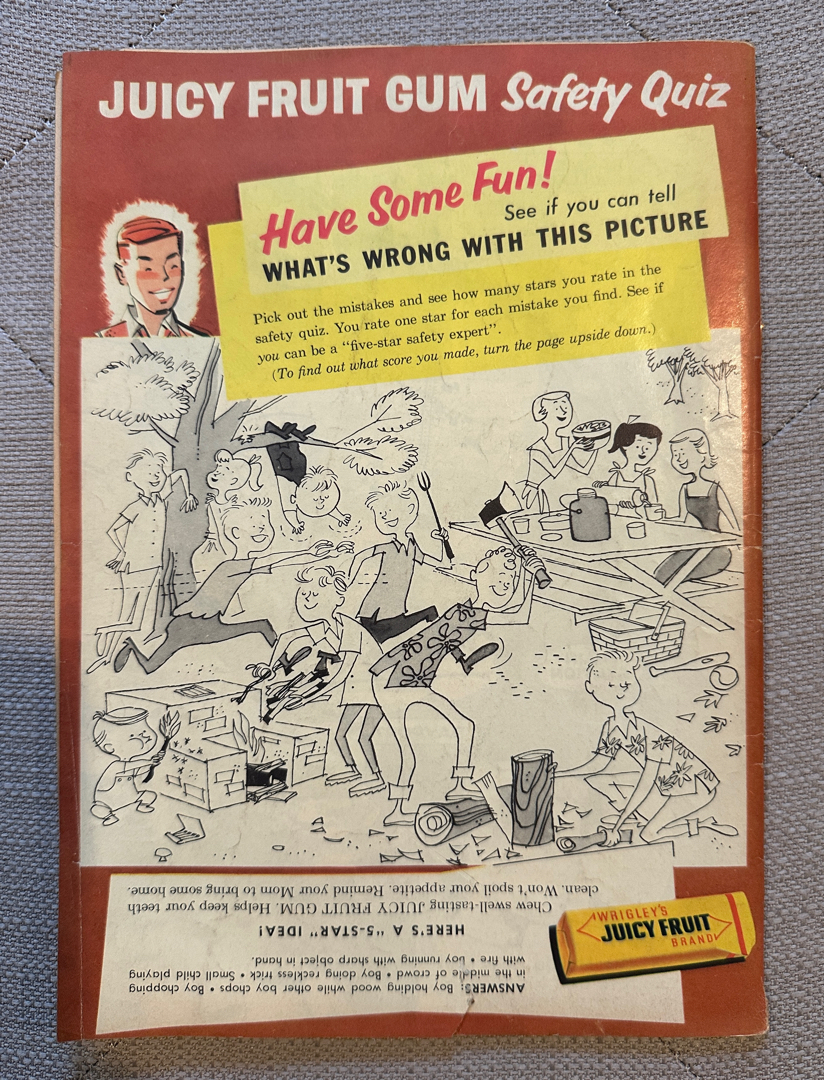 JUICY FRUIT GUM Safety Quiz
Have Some Fun!
See if you can tell
WHAT'S WRONG WITH THIS PICTURE
Pick out the mistakes and see how many stars you rate in the
safety quiz. You rate one star for each mistake you find. See if
you can be a "five-star safety expert".
(To find out what score you made, turn the page upside down.)
ANSWERS: Boy holding wood while other boy chops • Boy chopping
in the middle of crowd • Boy doing reckless trick • Small child playing
with fire • boy running with sharp object in hand.
HERE'S A "5-STAR" IDEA!
Chew swell-tasting JUICY FRUIT GUM. Helps keep your teeth
clean. Won't spoil your appetite. Remind your Mom to bring some home.
WRIGLEY'S
JUICY FRUIT
BRAND